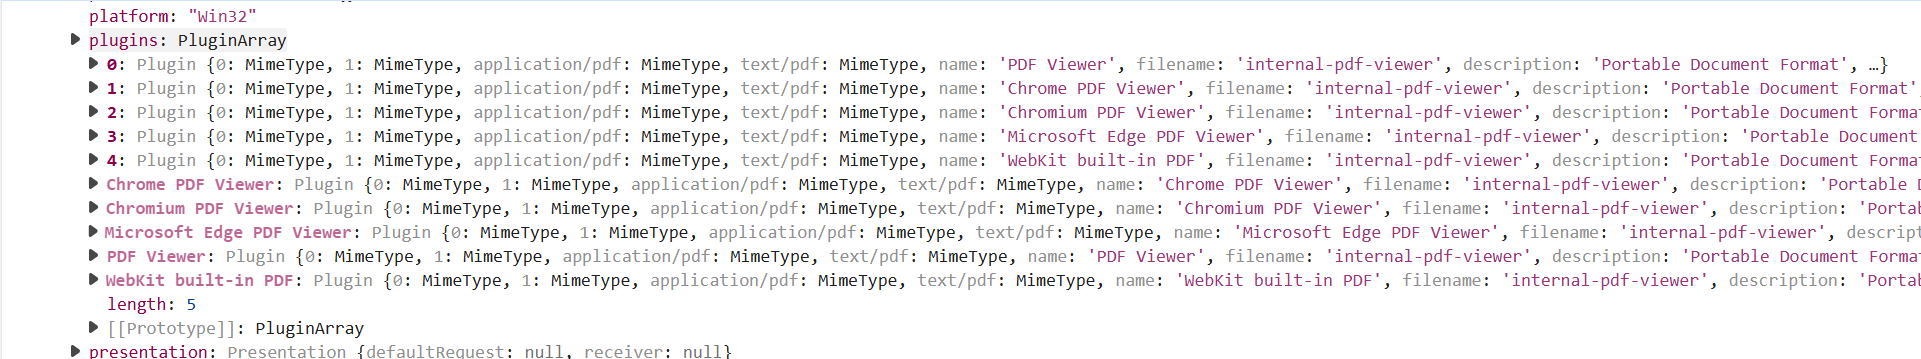 platform: "Win32"
plugins: PluginArray
0: Plugin {0: MimeType, 1: MimeType, application/pdf: MimeType, text/pdf: MimeType, name: 'PDF Viewer', filename: 'internal-pdf-viewer', description: 'Portable Document Format', …}
1: Plugin {0: MimeType, 1: MimeType, application/pdf: MimeType, text/pdf: MimeType, name: 'Chrome PDF Viewer', filename: 'internal-pdf-viewer', description: 'Portable Document Format'
2: Plugin {0: MimeType, 1: MimeType, application/pdf: MimeType, text/pdf: MimeType, name: 'Chromium PDF Viewer', filename: 'internal-pdf-viewer', description: 'Portable Document
3: Plugin {0: MimeType, 1: MimeType, application/pdf: MimeType, text/pdf: MimeType, name: 'Microsoft Edge PDF Viewer', filename: 'internal-pdf-viewer', description: 'Portable Document
4: Plugin {0: MimeType, 1: MimeType, application/pdf: MimeType, text/pdf: MimeType, name: 'WebKit built-in PDF', filename: 'internal-pdf-viewer', description: 'Portable Document
Chrome PDF Viewer: Plugin {0: MimeType, 1: MimeType, application/pdf: MimeType, text/pdf: MimeType, name: 'Chrome PDF Viewer', filename: 'internal-pdf-viewer', description: 'Portable
Chromium PDF Viewer: Plugin {0: MimeType, 1: MimeType, application/pdf: MimeType, text/pdf: MimeType, name: 'Chromium PDF Viewer', filename: 'internal-pdf-viewer', description:
Microsoft Edge PDF Viewer: Plugin {0: MimeType, 1: MimeType, application/pdf: MimeType, text/pdf: MimeType, name: 'Microsoft Edge PDF Viewer', filename: 'internal-pdf-viewer',
PDF Viewer: Plugin {0: MimeType, 1: MimeType, application/pdf: MimeType, text/pdf: MimeType, name: 'PDF Viewer', filename: 'internal-pdf-viewer', description: 'Portable Document
WebKit built-in PDF: Plugin {0: MimeType, 1: MimeType, application/pdf: MimeType, text/pdf: MimeType, name: 'WebKit built-in PDF', filename: 'internal-pdf-viewer', description:
length: 5
[[Prototype]]: PluginArray
presentation: Presentation {defaultRequest: null, receiver: null}